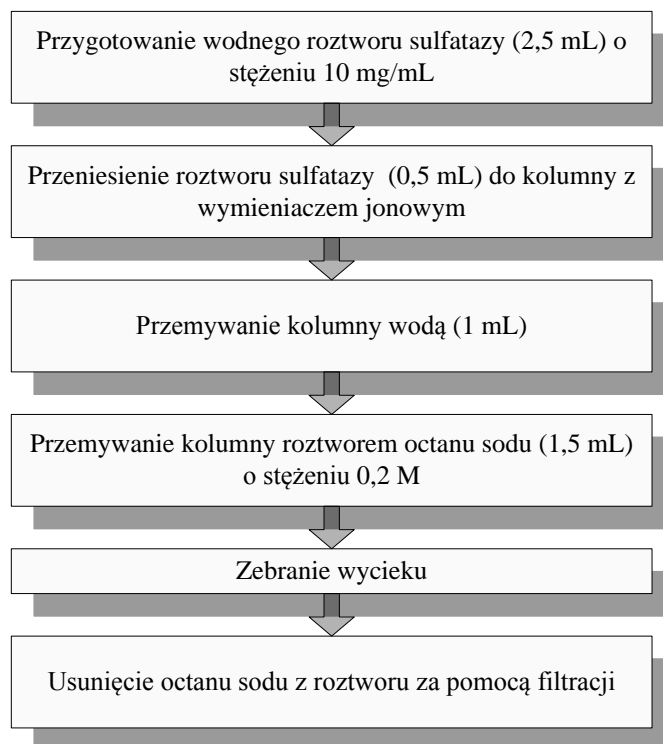 Przygotowanie wodnego roztworu sulfatazy (2,5 mL) o
stężeniu 10 mg/mL
Przeniesienie roztworu sulfatazy (0,5 mL) do kolumny z
wymieniaczem jonowym
Przemywanie kolumny wodą (1 mL)
Przemywanie kolumny roztworem octanu sodu (1,5 mL)
o stężeniu 0,2 M
Zebranie wycieku
Usunięcie octanu sodu z roztworu za pomocą filtracji